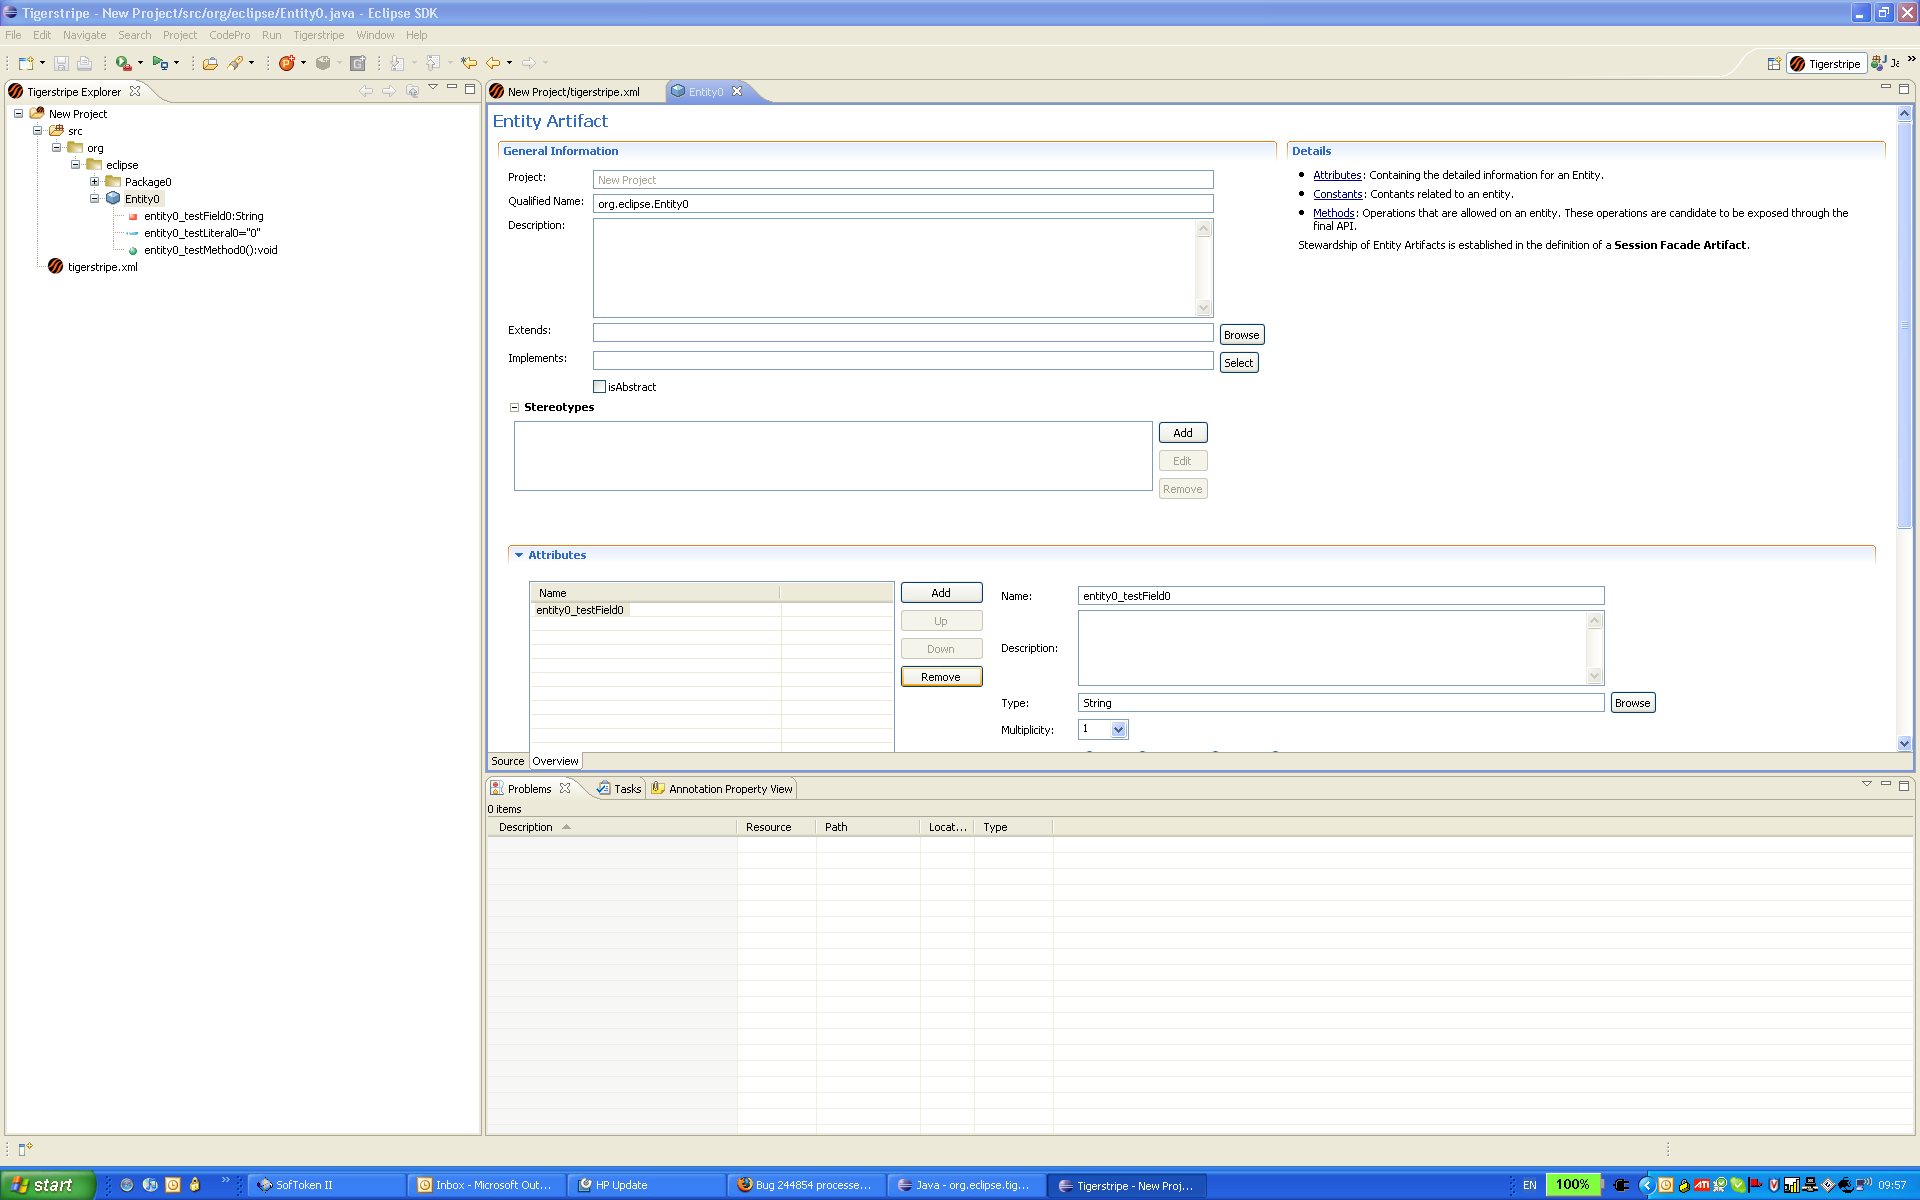 Tigerstripe - New Project/src/org/eclipse/Entity0.java - Eclipse SDK
File Edit Navigate Search Project CodePro Run Tigerstripe Window Help
Tigerstripe Ja
Tigerstripe Explorer
New Project
src
org
eclipse
Package0
Entity0
entity0_testField0:String
entity0_testLiteral0="0"
entity0_testMethod0():void
tigerstripe.xml
New Project/tigerstripe.xml
Entity0
Entity Artifact
General Information
Project: New Project
Qualified Name: org.eclipse.Entity0
Description:
Extends: Browse
Implements: Select
isAbstract
Stereotypes
Add
Edit
Remove
Details
Attributes: Containing the detailed information for an Entity.
Constants: Contants related to an entity.
Methods: Operations that are allowed on an entity. These operations are candidate to be exposed through the
final API.
Stewardship of Entity Artifacts is established in the definition of a Session Facade Artifact.
Attributes
Name
entity0_testField0
Add
Up
Down
Remove
Name: entity0_testField0
Description:
Type: String Browse
Multiplicity: 1
Source Overview
Problems Tasks Annotation Property View
0 items
Description Resource Path Locat... Type
start SofToken II Inbox - Microsoft Out... HP Update Bug 244854 processe... Java - org.eclipse.tig... Tigerstripe - New Proj... EN 100% ATI 09:57